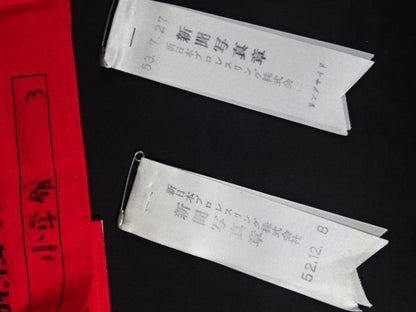 53.7.27
新聞写真章
新日本プロレスリング株式会社
リングサイド
新日本プロレスリング株式会社
新聞写真章
52.12.8
3
小学館